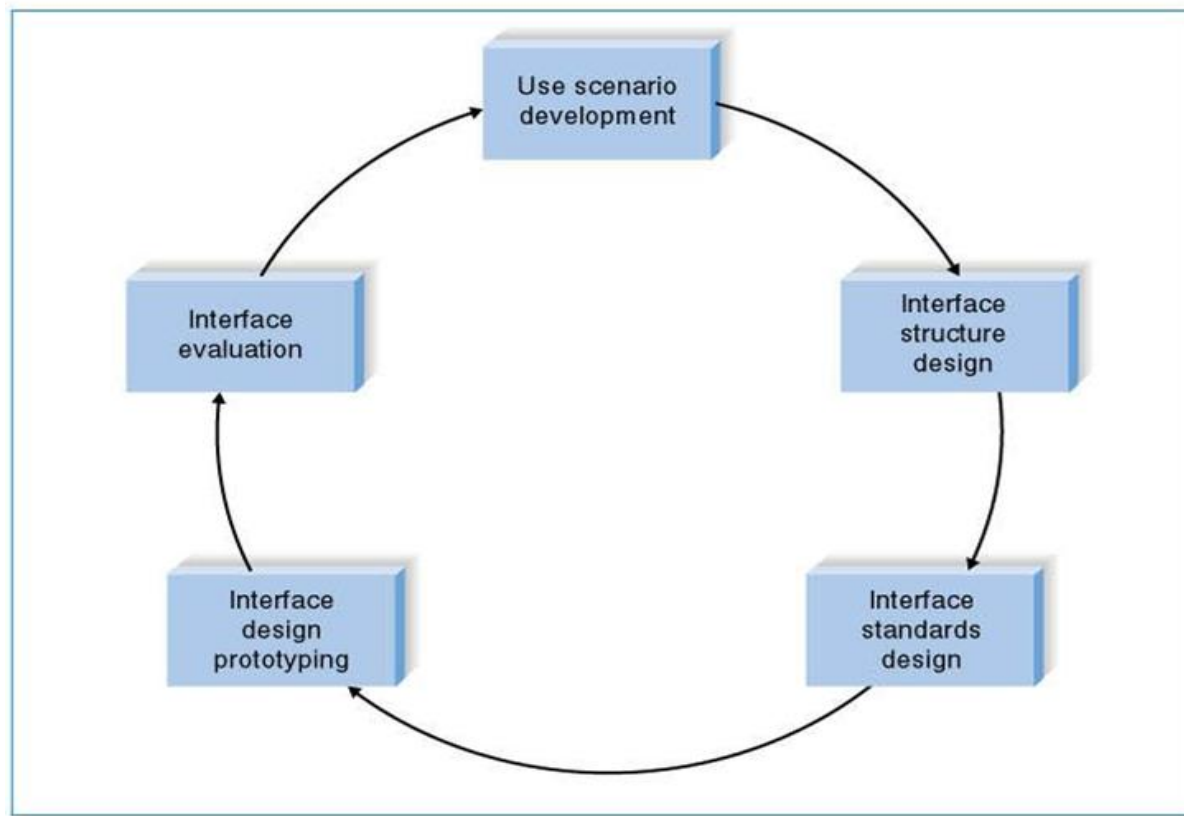 Use scenario
development
Interface
structure
design
Interface
standards
design
Interface
design
prototyping
Interface
evaluation